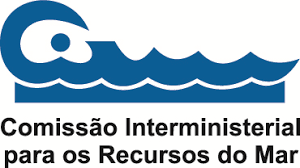 Comissão Interministerial
para os Recursos do Mar